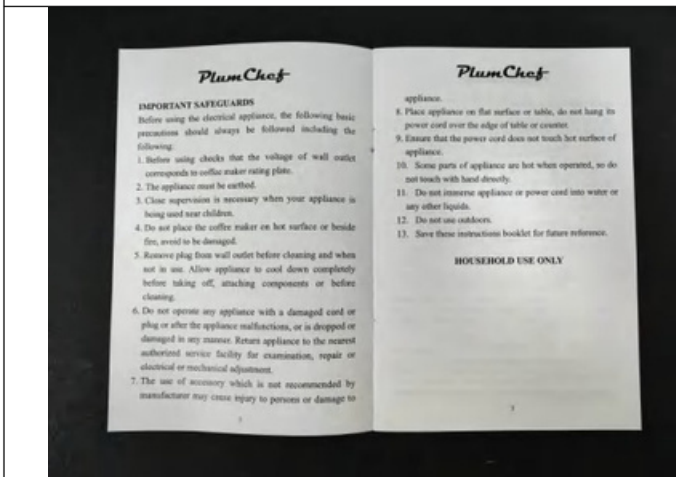 PlumChef
IMPORTANT SAFEGUARDS
Before using the electrical appliance, the following basic
precautions should always be followed including the
following:
1. Before using checks that the voltage of wall outlet
corresponds to coffee maker rating plate.
2. The appliance must be earthed.
3. Close supervision is necessary when your appliance is
being used near children.
4. Do not place the coffee maker on hot surface or beside
fire, avoid to be damaged.
5. Remove plug from wall outlet before cleaning and when
not in use. Allow appliance to cool down completely
before taking off, attaching components or before
cleaning.
6. Do not operate any appliance with a damaged cord or
plug or after the appliance malfunctions, or is dropped or
damaged in any manner. Return appliance to the nearest
authorized service facility for examination, repair or
electrical or mechanical adjustment.
7. The use of accessory which is not recommended by
manufacturer may cause injury to persons or damage to
PlumChef
appliance.
8. Place appliance on flat surface or table, do not hang its
power cord over the edge of table or counter.
9. Ensure that the power cord does not touch hot surface of
appliance.
10. Some parts of appliance are hot when operated, so do
not touch with hand directly.
11. Do not immerse appliance or power cord into water or
any other liquids.
12. Do not use outdoors.
13. Save these instructions booklet for future reference.
HOUSEHOLD USE ONLY